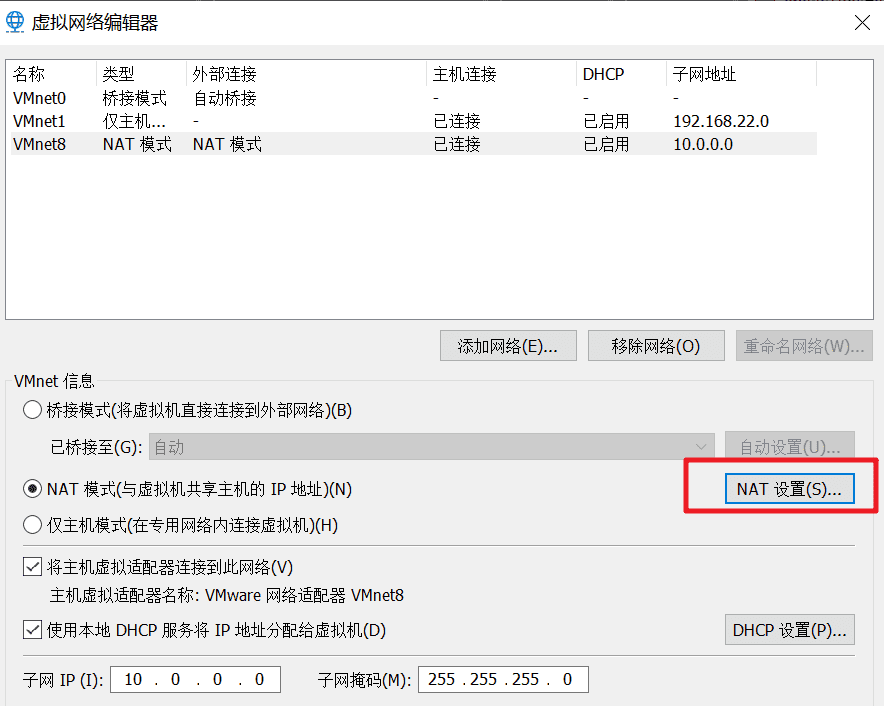 虚拟网络编辑器
名称 类型 外部连接 主机连接 DHCP 子网地址
VMnet0 桥接模式 自动桥接 - - -
VMnet1 仅主机... - 已连接 已启用 192.168.22.0
VMnet8 NAT 模式 NAT 模式 已连接 已启用 10.0.0.0
添加网络(E)... 移除网络(O) 重命名网络(W)...
VMnet 信息
桥接模式(将虚拟机直接连接到外部网络)(B)
已桥接至(G): 自动 自动设置(U)...
NAT 模式(与虚拟机共享主机的 IP 地址)(N) NAT 设置(S)...
仅主机模式(在专用网络内连接虚拟机)(H)
将主机虚拟适配器连接到此网络(V)
主机虚拟适配器名称: VMware 网络适配器 VMnet8
使用本地 DHCP 服务将 IP 地址分配给虚拟机(D) DHCP 设置(P)...
子网 IP (I): 10 . 0 . 0 . 0 子网掩码(M): 255 . 255 . 255 . 0